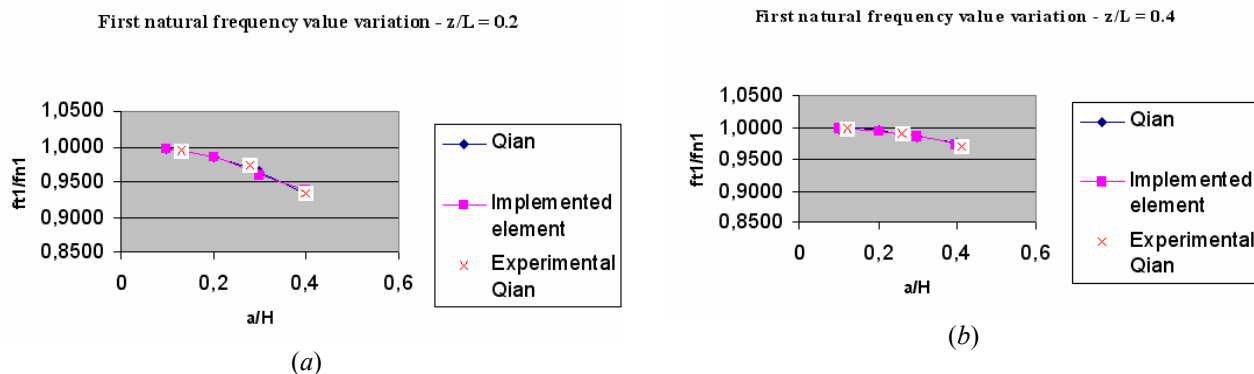 First natural frequency value variation - z/L = 0.2
ft1/fn1
1,0500
1,0000
0,9500
0,9000
0,8500
0
0,2
0,4
0,6
a/H
Qian
Implemented
element
Experimental
Qian
(a)
First natural frequency value variation - z/L = 0.4
ft1/fn1
1,0500
1,0000
0,9500
0,9000
0,8500
0
0,2
0,4
0,6
a/H
Qian
Implemented
element
Experimental
Qian
(b)